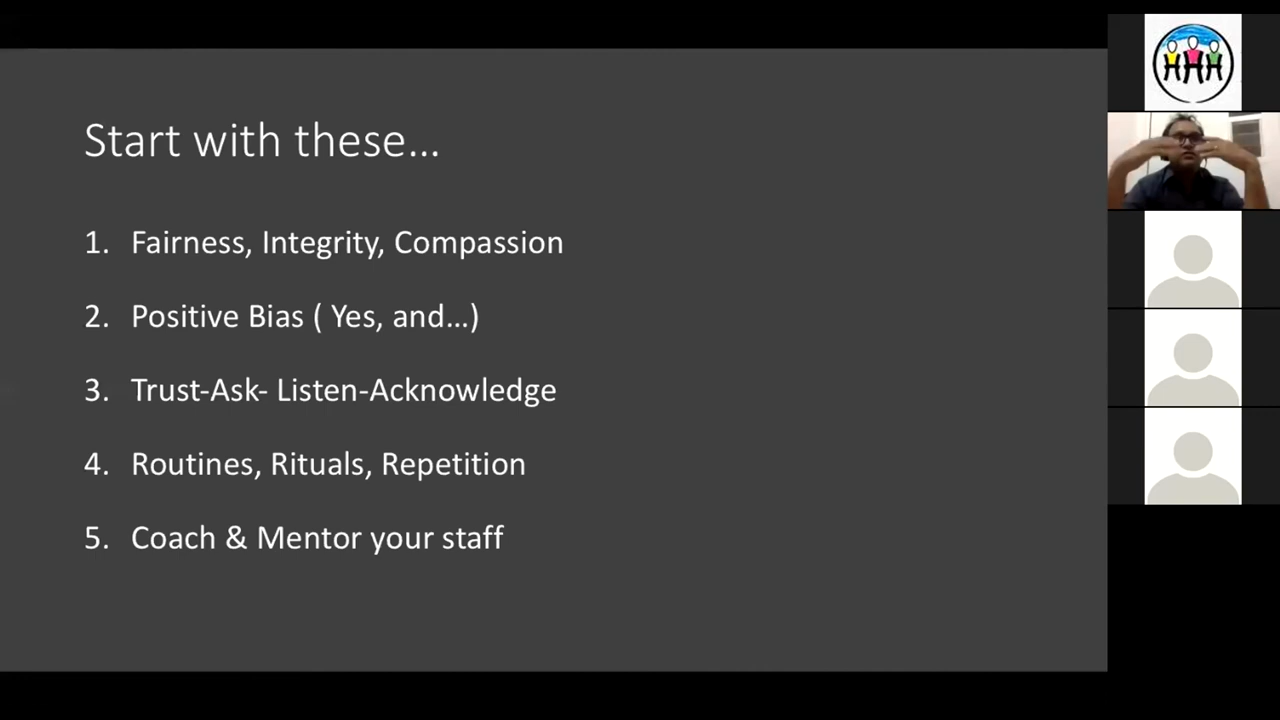 Start with these...
1. Fairness, Integrity, Compassion
2. Positive Bias ( Yes, and...)
3. Trust-Ask- Listen-Acknowledge
4. Routines, Rituals, Repetition
5. Coach & Mentor your staff